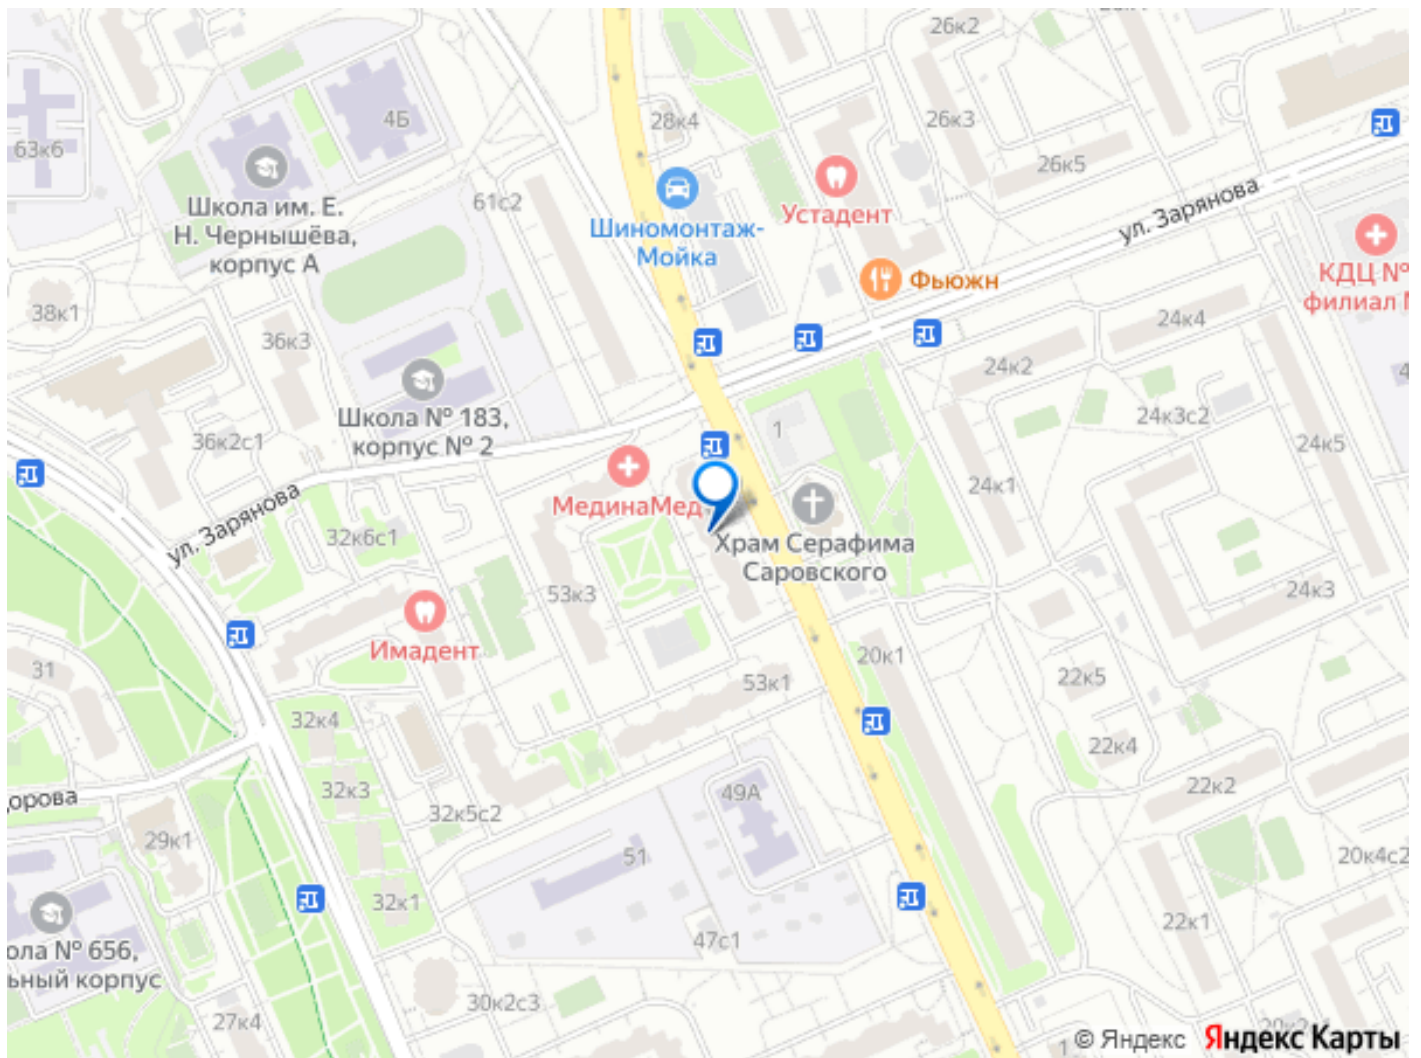 26к2
28к4
26к3
4Б
63к6
26к5
Школа им. Е.
Н. Чернышёва,
корпус А
61с2
Устадент
ул. Зарянова
Шиномонтаж-
Мойка
КДЦ №
филиал
Фьюжн
38к1
36к3
24к4
24к2
Школа № 183,
корпус № 2
24к3с2
36к2с1
1
24к5
24к1
МединаМед
ул. Зарянова
32к6с1
Храм Серафима
Саровского
53к3
24к3
Имадент
31
20к1
53к1
22к5
32к4
22к4
22к2
32к3
49А
32к5с2
29к1
51
20к4с2
32к1
22к1
47с1
ола № 656,
ьный корпус
30к2с3
27к4
© Яндекс Яндекс Карты